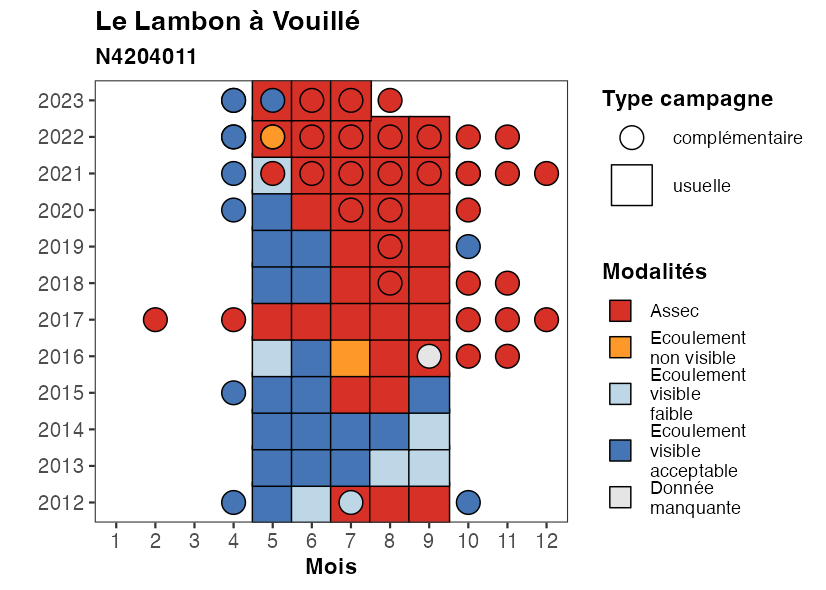 Le Lambon à Vouillé
N4204011
2023
2022
2021
2020
2019
2018
2017
2016
2015
2014
2013
2012
1 2 3 4 5 6 7 8 9 10 11 12
Mois
Type campagne
complémentaire
usuelle
Modalités
Assec
Ecoulement
non visible
Ecoulement
visible
faible
Ecoulement
visible
acceptable
Donnée
manquante